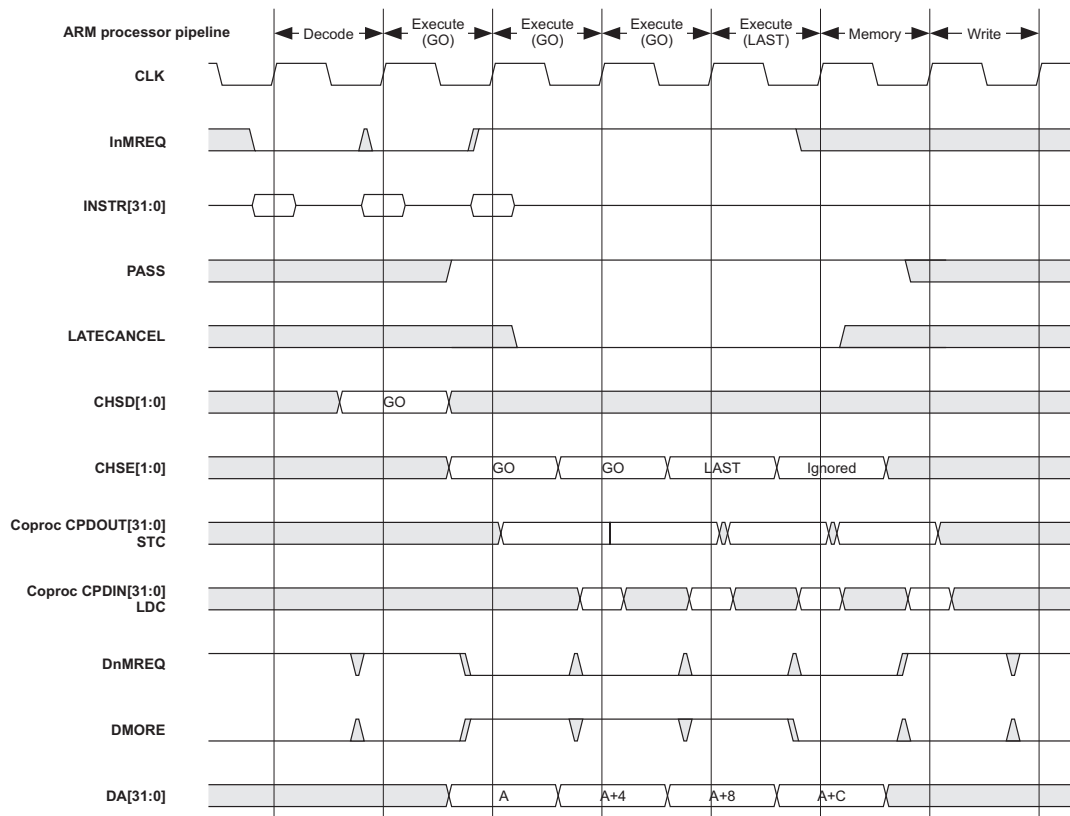 ARM processor pipeline
Decode
Execute
(GO)
Execute
(GO)
Execute
(GO)
Execute
(LAST)
Memory
Write
CLK
InMREQ
INSTR[31:0]
PASS
LATECANCEL
CHSD[1:0]
GO
CHSE[1:0]
GO
GO
LAST
Ignored
Coproc CPDOUT[31:0]
STC
Coproc CPDIN[31:0]
LDC
DnMREQ
DMORE
DA[31:0]
A
A+4
A+8
A+C